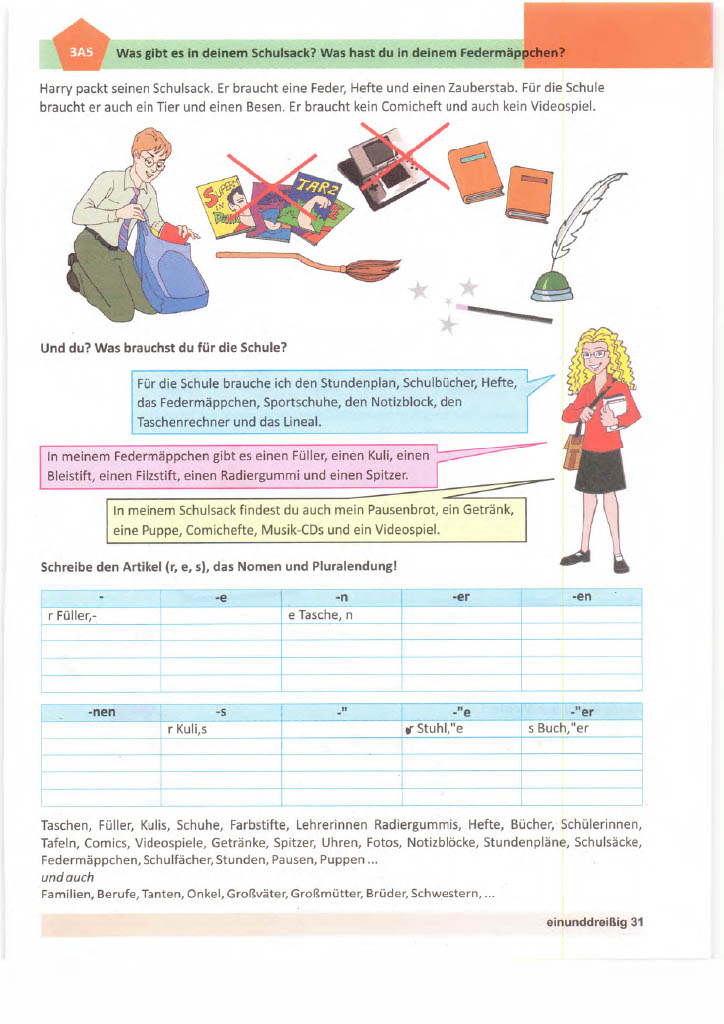 3A5 Was gibt es in deinem Schulsack? Was hast du in deinem Federmäppchen?
Harry packt seinen Schulsack. Er braucht eine Feder, Hefte und einen Zauberstab. Für die Schule
braucht er auch ein Tier und einen Besen. Er braucht kein Comicheft und auch kein Videospiel.
TARZ
Und du? Was brauchst du für die Schule?
Für die Schule brauche ich den Stundenplan, Schulbücher, Hefte,
das Federmäppchen, Sportschuhe, den Notizblock, den
Taschenrechner und das Lineal.
In meinem Federmäppchen gibt es einen Füller, einen Kuli, einen
Bleistift, einen Filzstift, einen Radiergummi und einen Spitzer.
In meinem Schulsack findest du auch mein Pausenbrot, ein Getränk,
eine Puppe, Comichefte, Musik-CDs und ein Videospiel.
Schreibe den Artikel (r, e, s), das Nomen und Pluralendung!
- -e -n -er -en
r Füller,- e Tasche, n
-nen -s -" -"e -"er
r Kuli,s r Stuhl,"e s Buch,"er
Taschen, Füller, Kulis, Schuhe, Farbstifte, Lehrerinnen Radiergummis, Hefte, Bücher, Schülerinnen,
Tafeln, Comics, Videospiele, Getränke, Spitzer, Uhren, Fotos, Notizblöcke, Stundenpläne, Schulsäcke,
Federmäppchen, Schulfächer, Stunden, Pausen, Puppen ...
und auch
Familien, Berufe, Tanten, Onkel, Großväter, Großmütter, Brüder, Schwestern, ...
einunddreißig 31